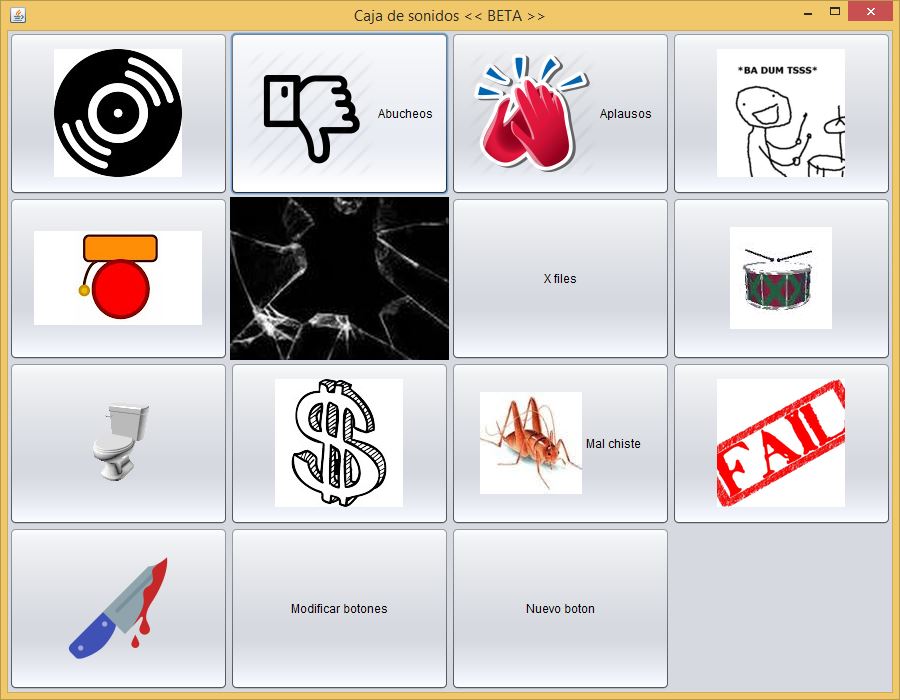 Caja de sonidos << BETA >>
Abucheos
Aplausos
*BA DUM TSSS*
X files
Mal chiste
FAIL
Modificar botones
Nuevo boton